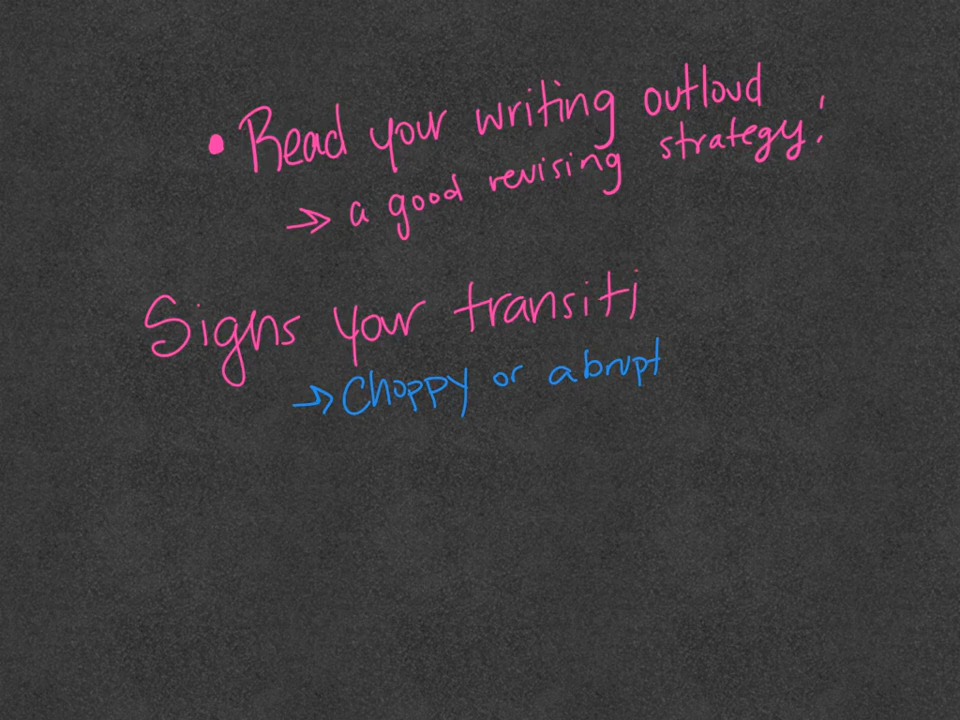 • Read your writing outloud
→ a good revising strategy!
Signs your transiti
→ Choppy or abrupt